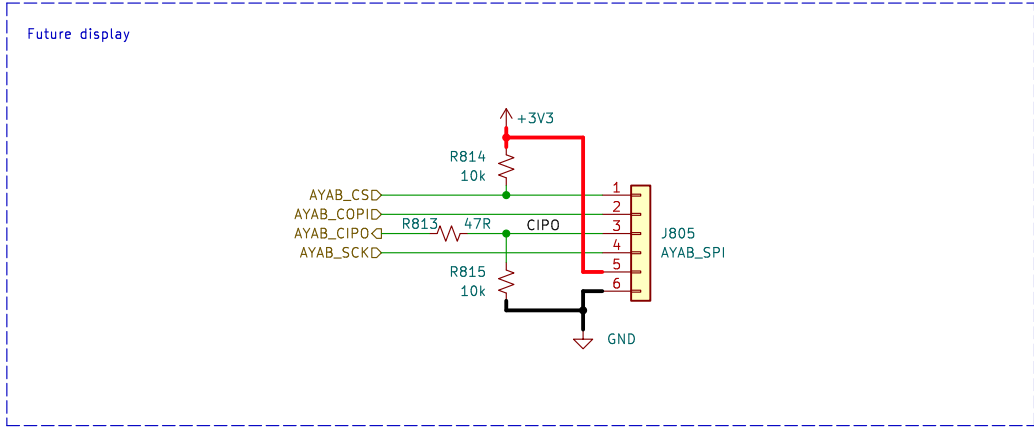 Future display
+3V3
R814
10k
AYAB_CS 1
AYAB_COPI 2
AYAB_CIPO R813 47R CIPO 3 J805
AYAB_SCK 4 AYAB_SPI
R815 5
10k 6
GND